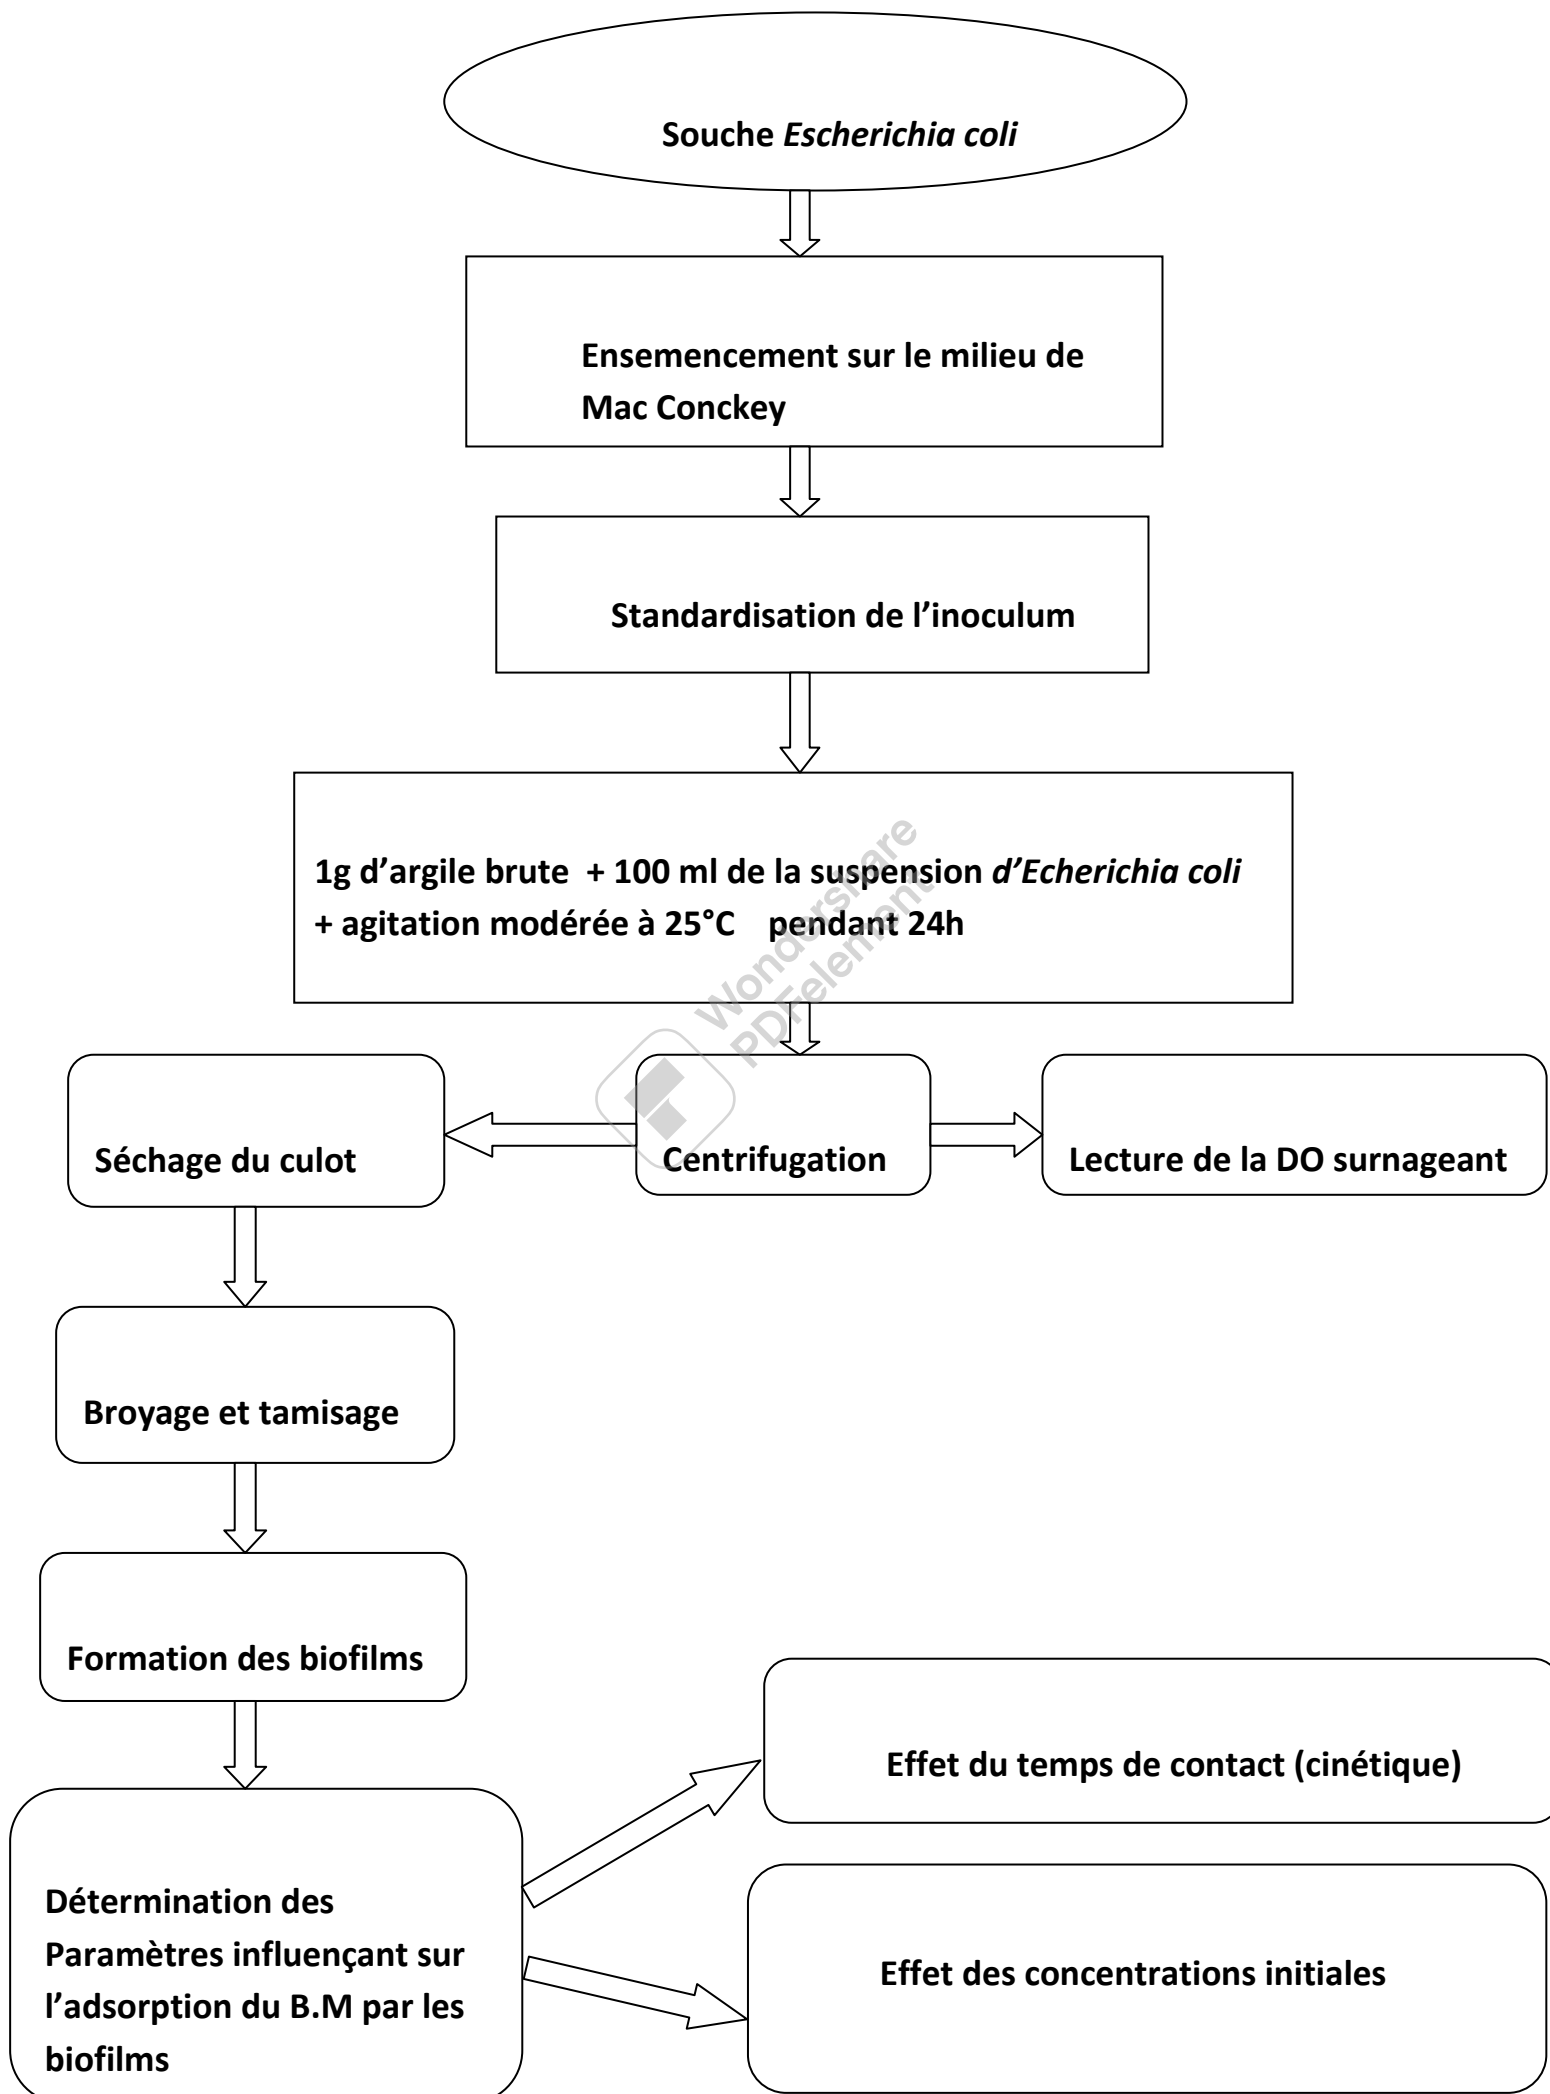 Souche Escherichia coli
Ensemencement sur le milieu de
Mac Conckey
Standardisation de l’inoculum
1g d’argile brute + 100 ml de la suspension d’Echerichia coli
+ agitation modérée à 25°C pendant 24h
Wondershare
PDFelement
Séchage du culot
Centrifugation
Lecture de la DO surnageant
Broyage et tamisage
Formation des biofilms
Effet du temps de contact (cinétique)
Détermination des
Paramètres influençant sur
l’adsorption du B.M par les
biofilms
Effet des concentrations initiales